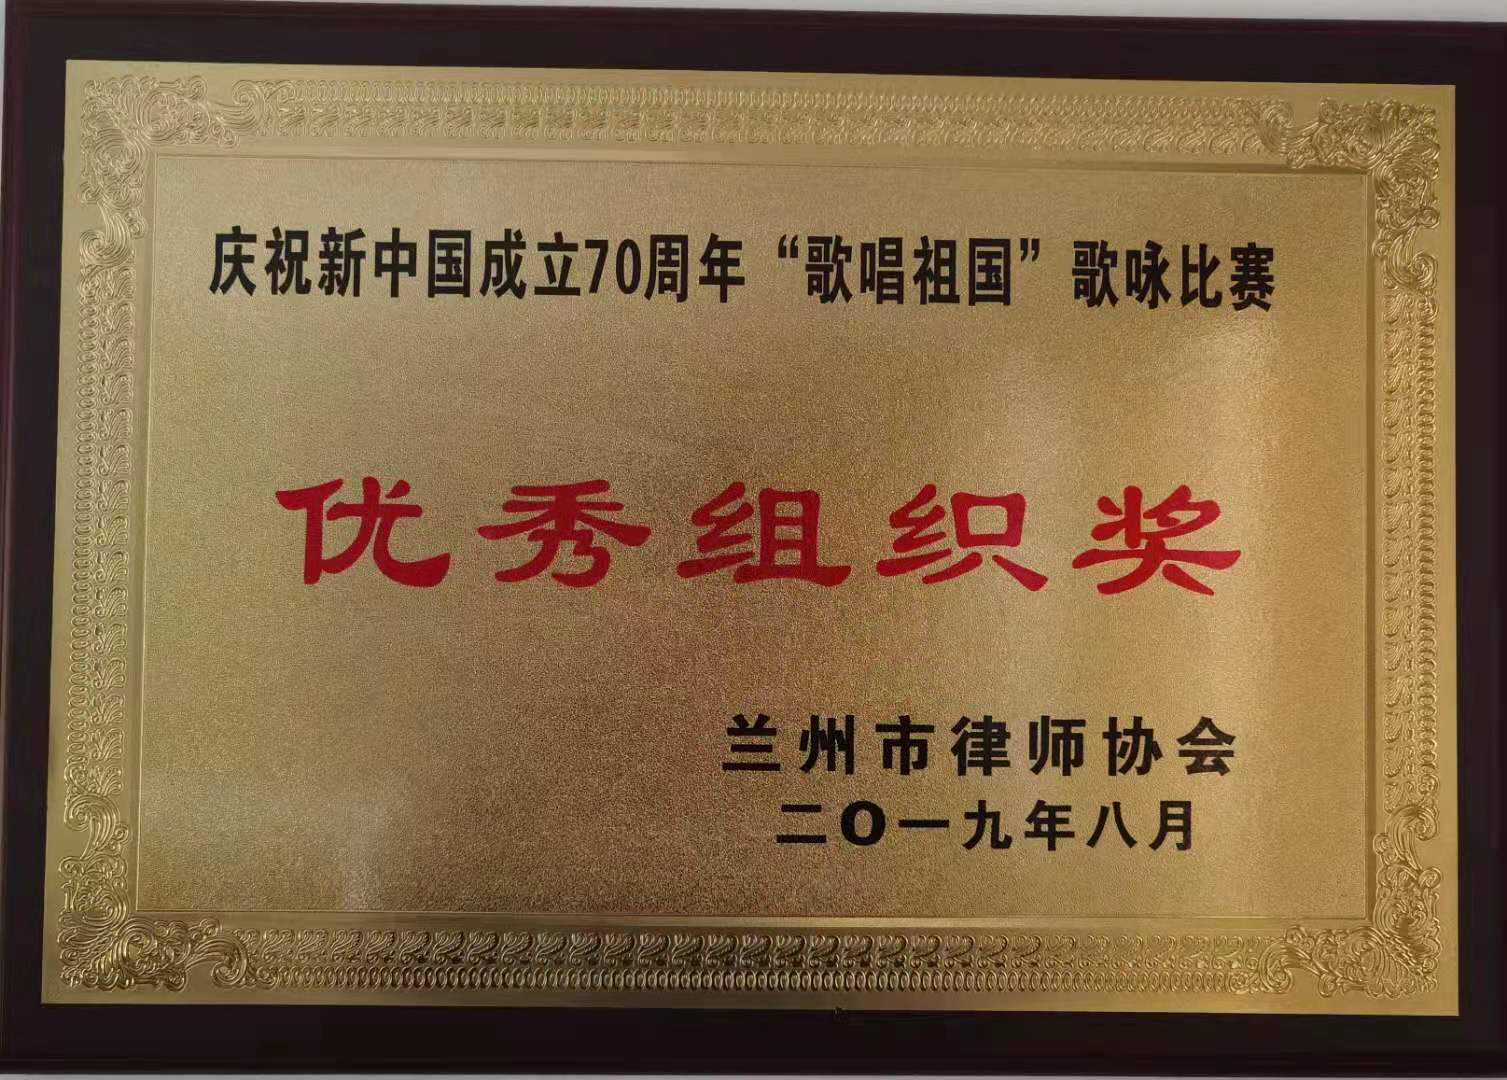 庆祝新中国成立70周年“歌唱祖国”歌咏比赛
优秀组织奖
兰州市律师协会
二〇一九年八月